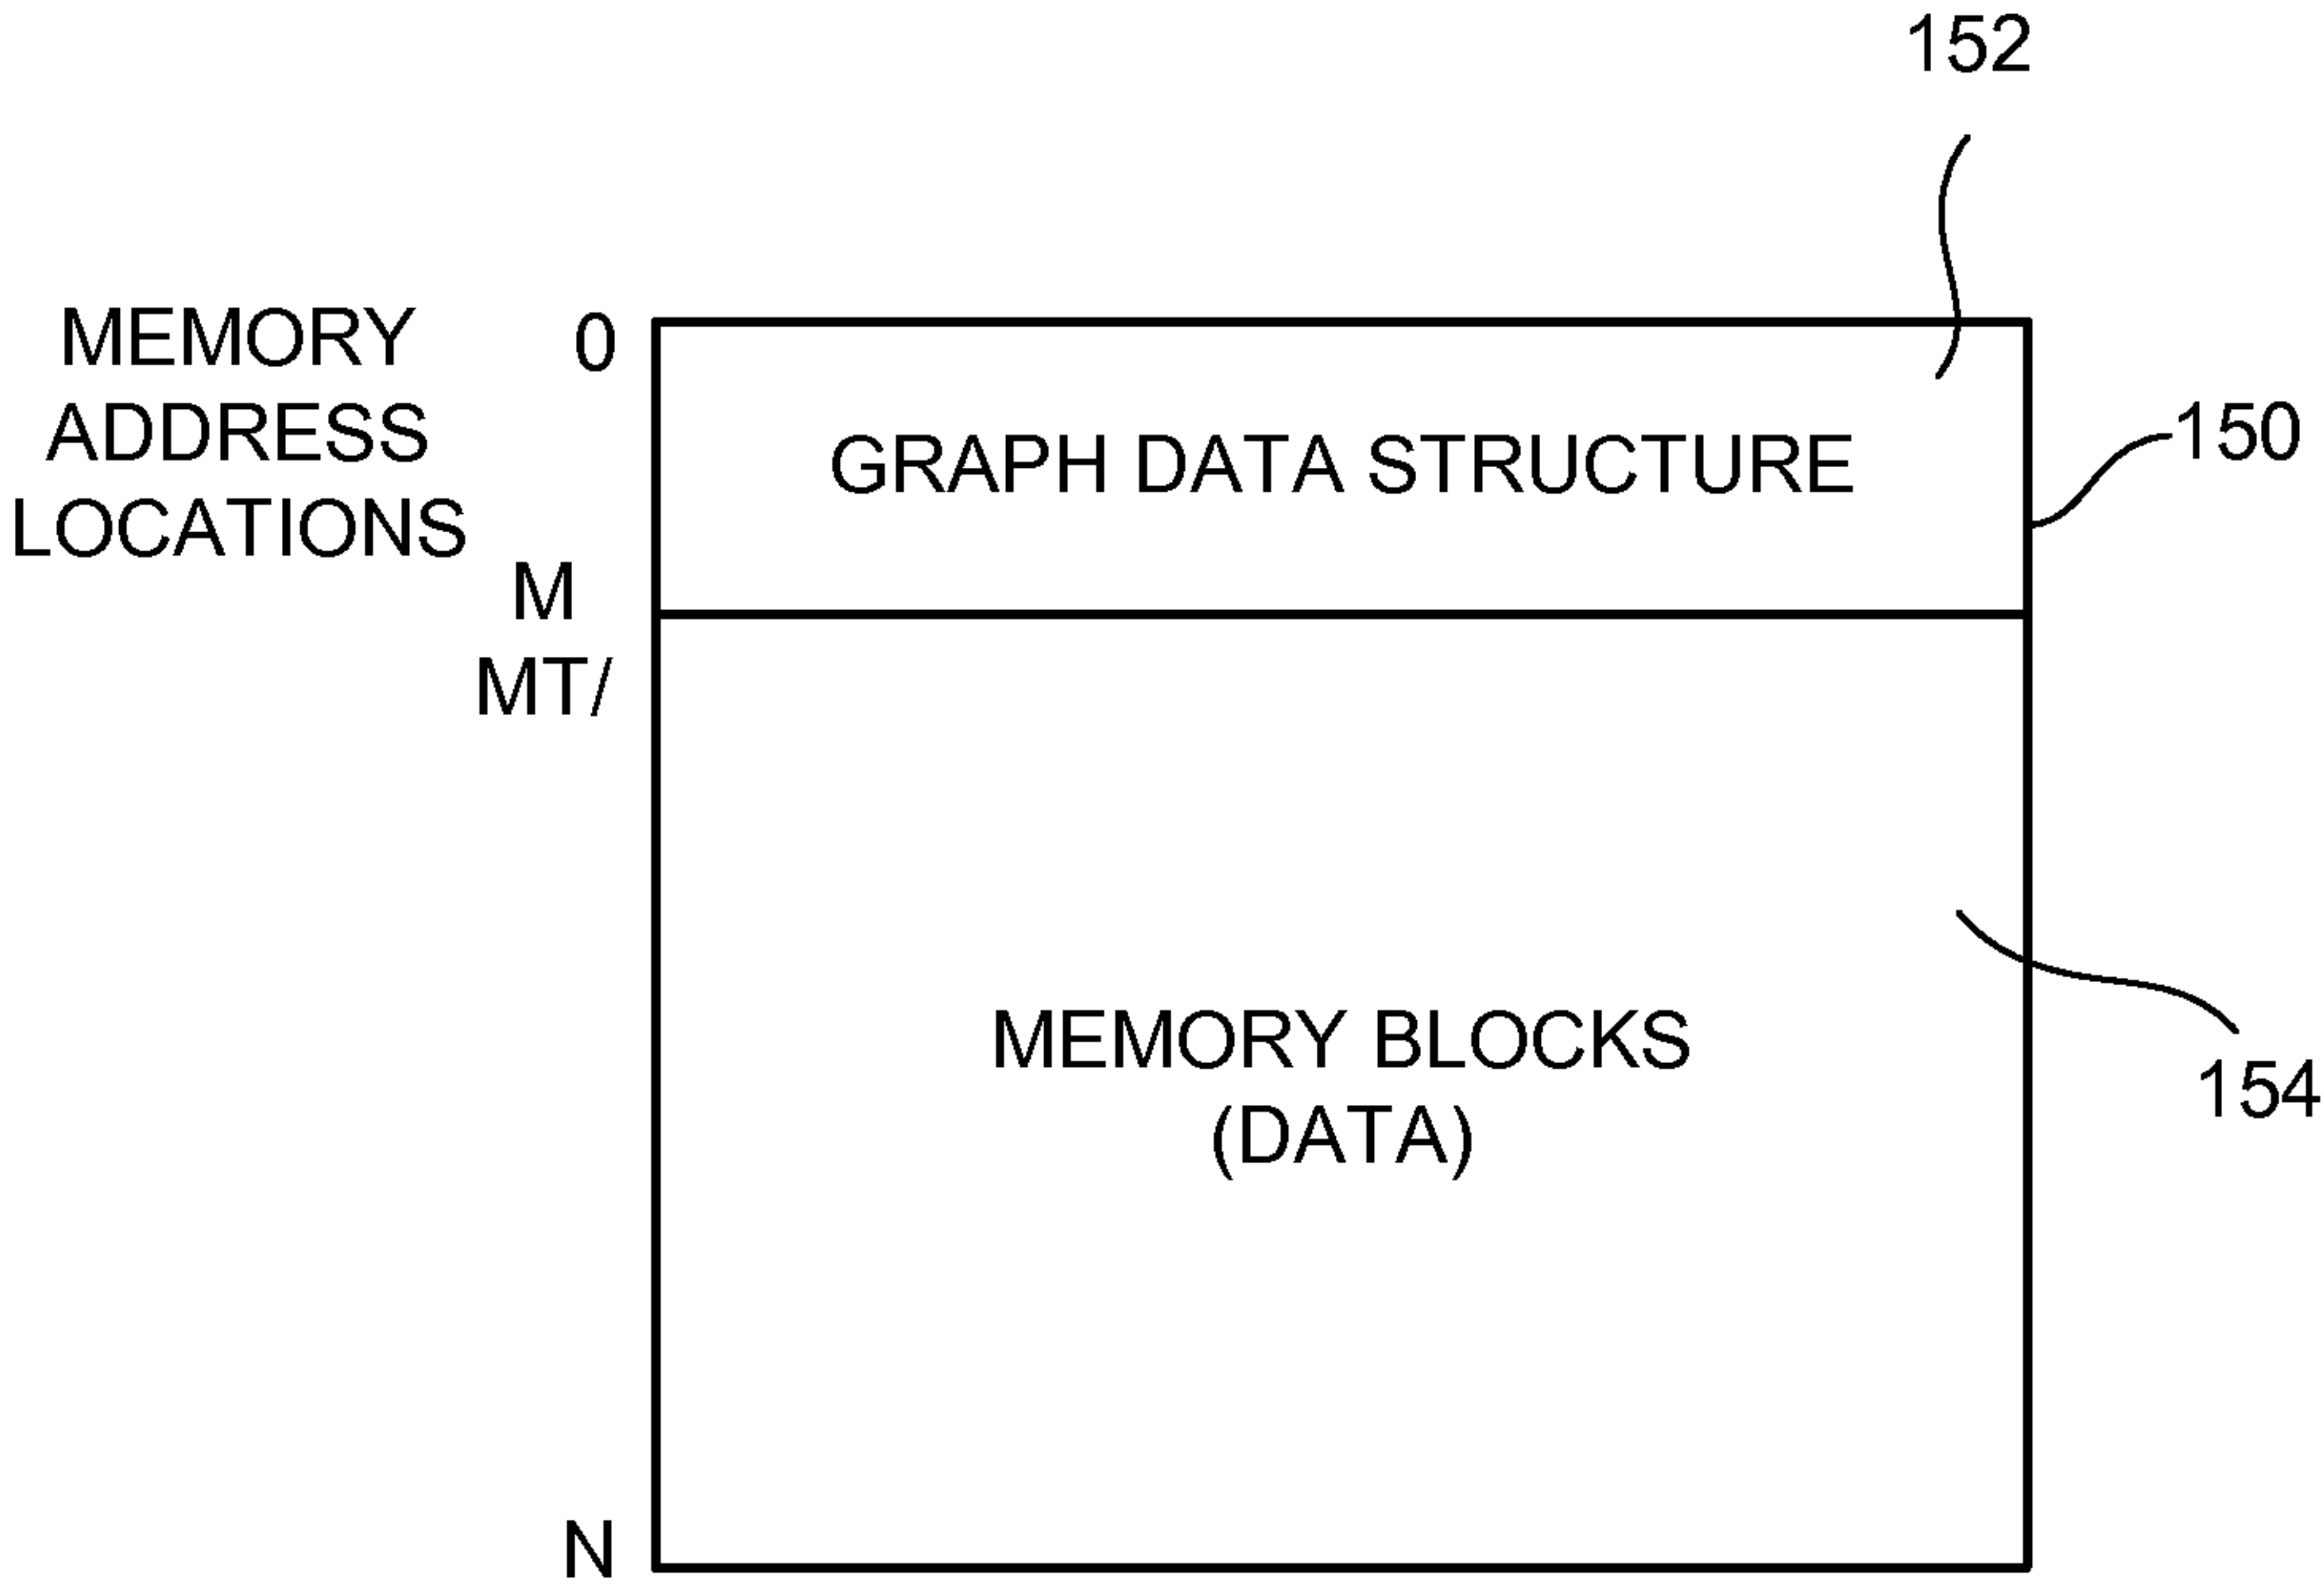 152
MEMORY
ADDRESS
LOCATIONS
0
GRAPH DATA STRUCTURE
150
M
MT/
MEMORY BLOCKS
(DATA)
154
N